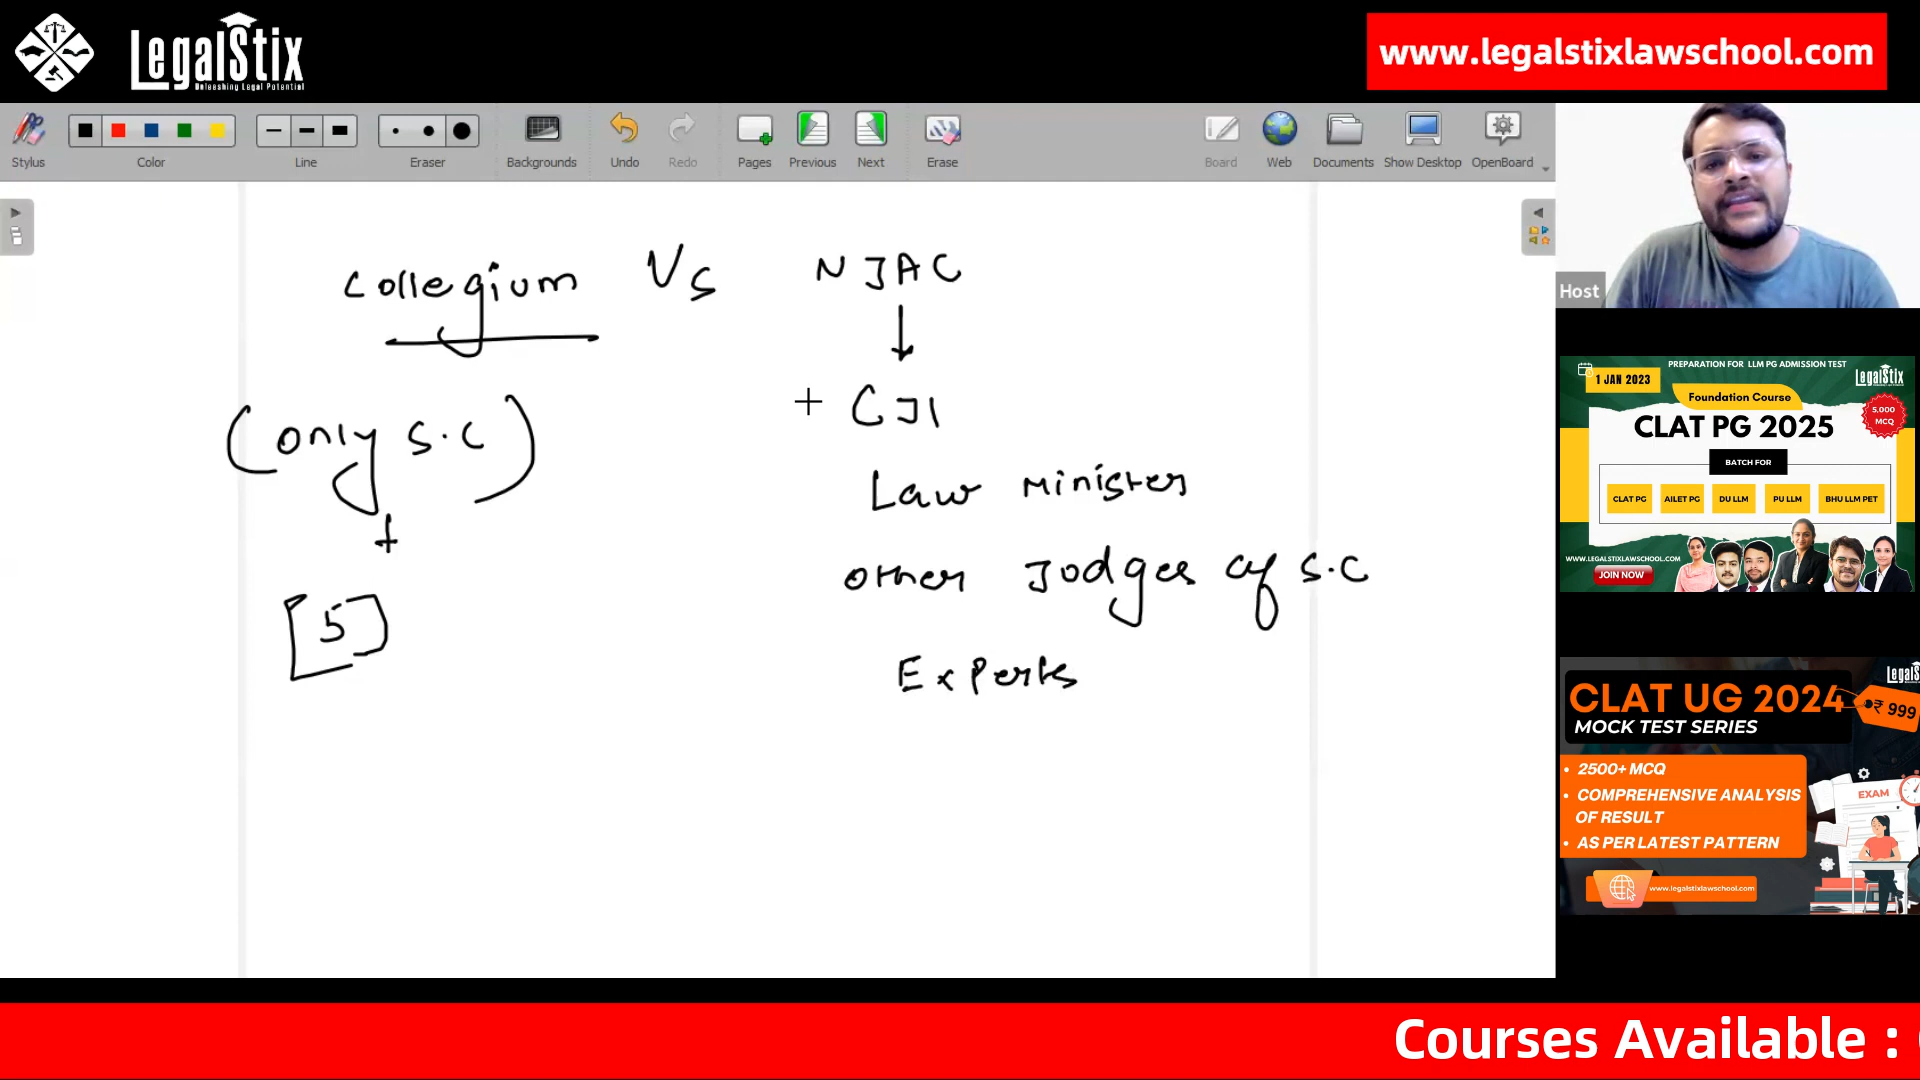 LegalStix
Unleashing Legal Potential
www.legalstixlawschool.com
Stylus
Color
Line
Eraser
Backgrounds
Undo
Redo
Pages
Previous
Next
Erase
Board
Web
Documents
Show Desktop
OpenBoard
Collegium Vs NJAC
(only S.C)
[5]
+ CJI
Law Minister
Other Judges of S.C
Experts
Host
PREPARATION FOR LLM PG ADMISSION TEST
LegalStix
1 JAN 2023
Foundation Course
5,000 MCQ
CLAT PG 2025
BATCH FOR
CLAT PG
AILET PG
DU LLM
PU LLM
BHU LLM PET
WWW.LEGALSTIXLAWSCHOOL.COM
JOIN NOW
CLAT UG 2024
₹ 999
MOCK TEST SERIES
• 2500+ MCQ
• COMPREHENSIVE ANALYSIS
OF RESULT
• AS PER LATEST PATTERN
EXAM
www.legalstixlawschool.com
Courses Available :